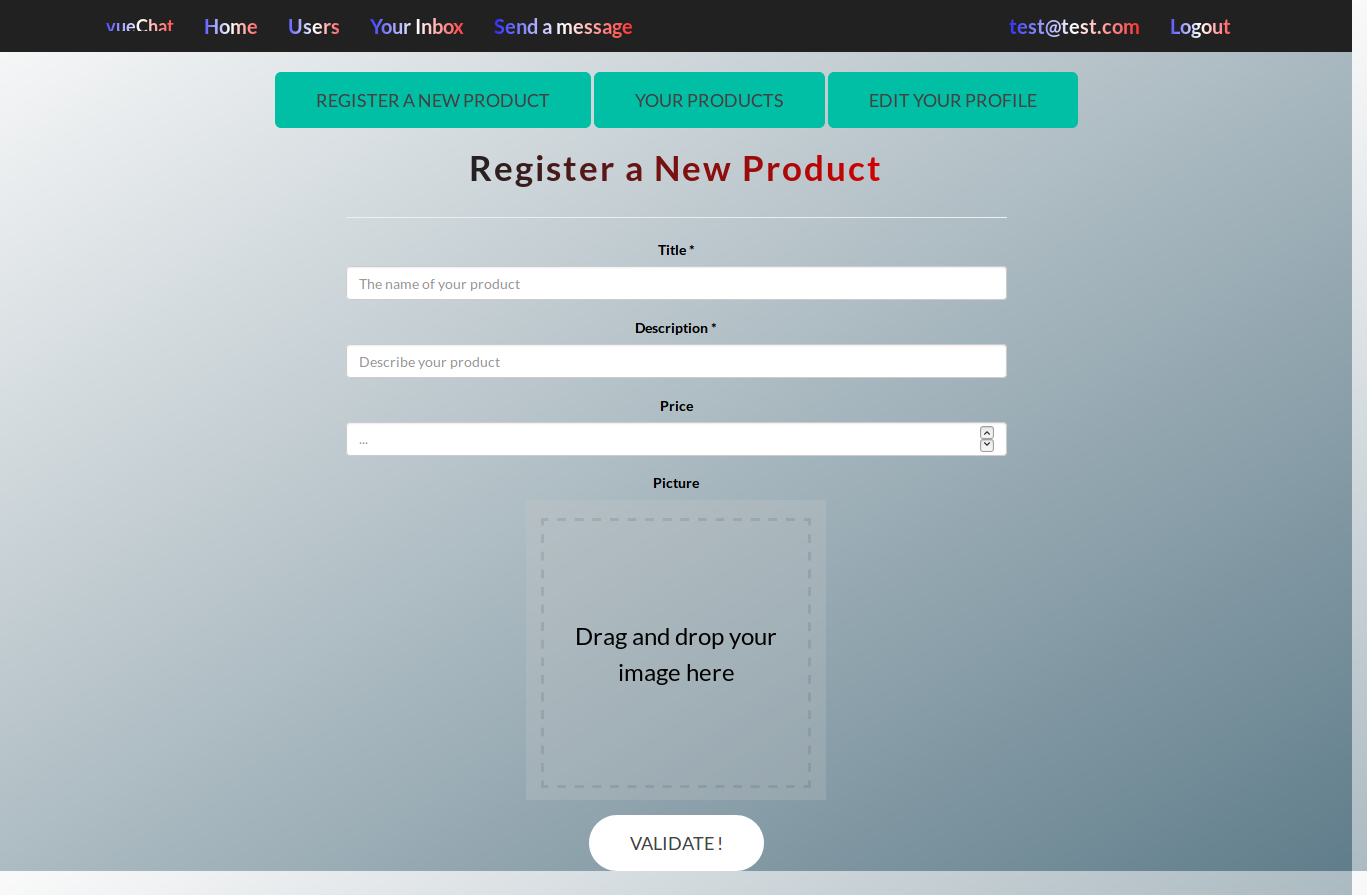 vueChat Home Users Your Inbox Send a message test@test.com Logout
REGISTER A NEW PRODUCT YOUR PRODUCTS EDIT YOUR PROFILE
Register a New Product
Title *
The name of your product
Description *
Describe your product
Price
...
Picture
Drag and drop your
image here
VALIDATE !